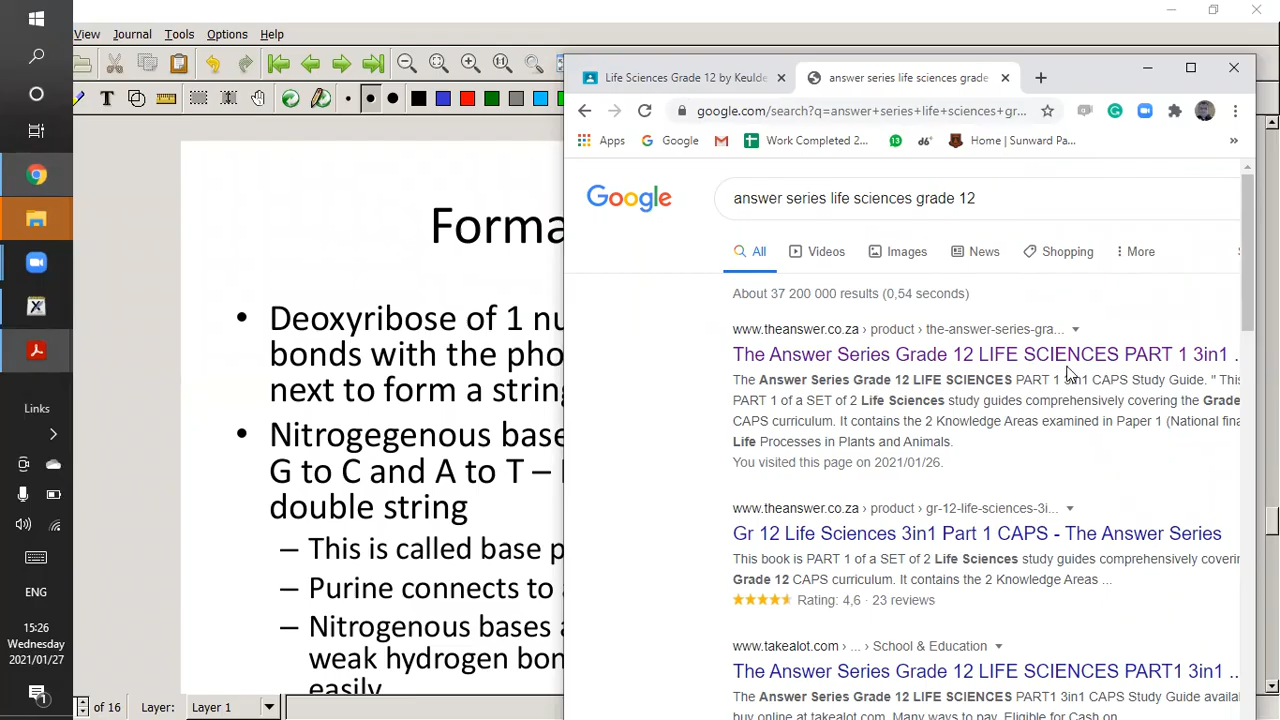 View Journal Tools Options Help
Forma
• Deoxyribose of 1 nu
bonds with the pho
next to form a string
• Nitrogegenous base
G to C and A to T –
double string
– This is called base p
– Purine connects to
– Nitrogenous bases a
weak hydrogen bon
easily
of 16 Layer: Layer 1
Links
ENG
15:26
Wednesday
2021/01/27
1
Life Sciences Grade 12 by Keulde
answer series life sciences grade
google.com/search?q=answer+series+life+sciences+gr...
Apps Google Work Completed 2... 13 Home | Sunward Pa... »
Google
answer series life sciences grade 12
All Videos Images News Shopping More
About 37 200 000 results (0,54 seconds)
www.theanswer.co.za › product › the-answer-series-gra...
The Answer Series Grade 12 LIFE SCIENCES PART 1 3in1 ..
The Answer Series Grade 12 LIFE SCIENCES PART 1 3in1 CAPS Study Guide. " This
PART 1 of a SET of 2 Life Sciences study guides comprehensively covering the Grade
CAPS curriculum. It contains the 2 Knowledge Areas examined in Paper 1 (National fina
Life Processes in Plants and Animals.
You visited this page on 2021/01/26.
www.theanswer.co.za › product › gr-12-life-sciences-3i...
Gr 12 Life Sciences 3in1 Part 1 CAPS - The Answer Series
This book is PART 1 of a SET of 2 Life Sciences study guides comprehensively coverin
Grade 12 CAPS curriculum. It contains the 2 Knowledge Areas ...
Rating: 4,6 · 23 reviews
www.takealot.com › ... › School & Education
The Answer Series Grade 12 LIFE SCIENCES PART1 3in1 ..
The Answer Series Grade 12 LIFE SCIENCES PART1 3in1 CAPS Study Guide availa
buy online at takealot.com. Many ways to pay. Eligible for Cash on